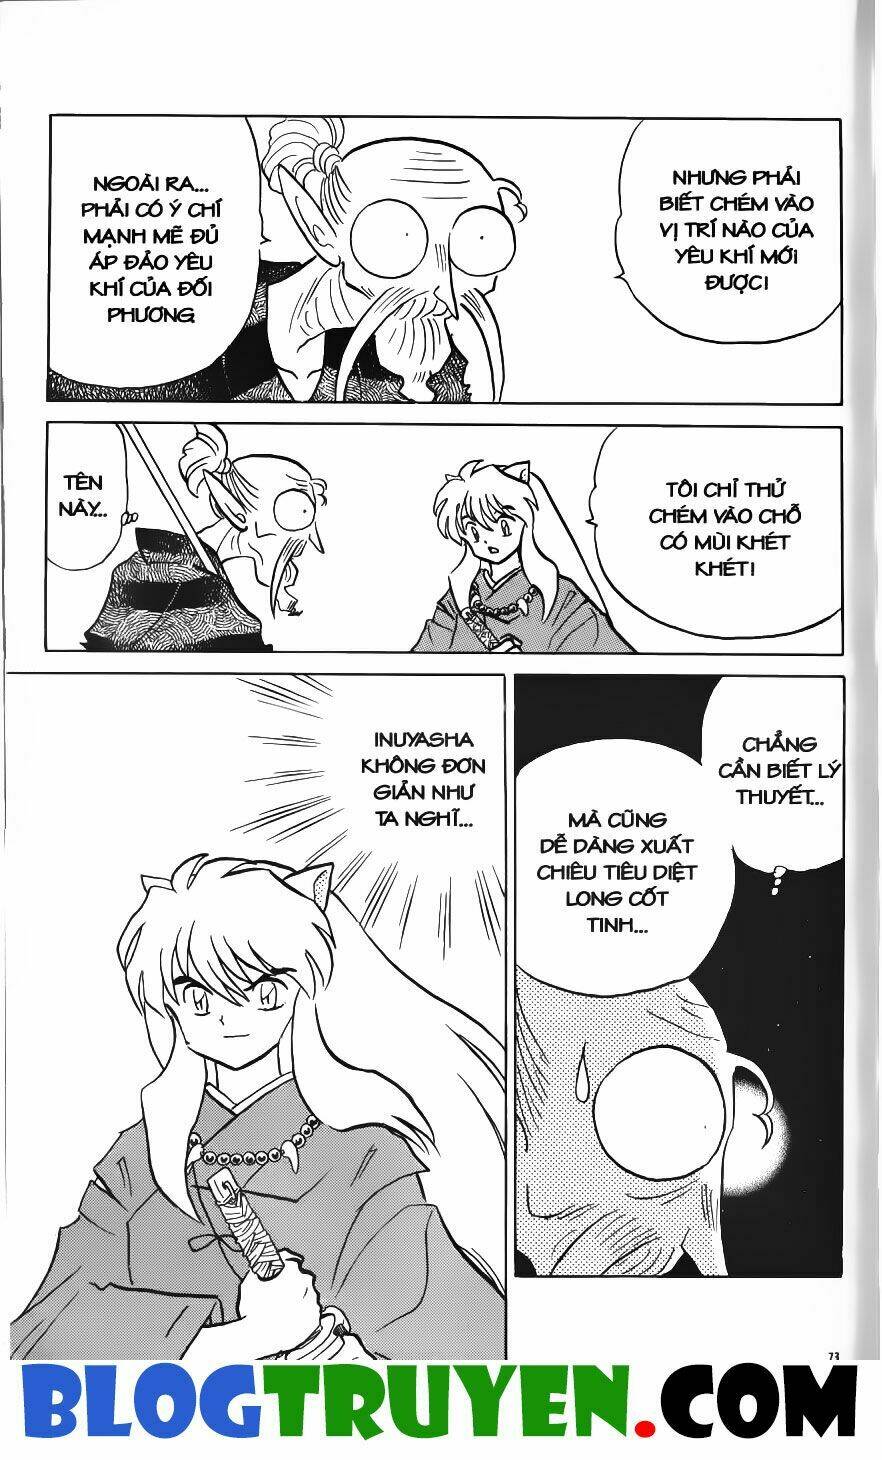 NHƯNG PHẢI
BIẾT CHÉM VÀO
VỊ TRÍ NÀO CỦA
YÊU KHÍ MỚI
ĐƯỢC!
NGOÀI RA...
PHẢI CÓ Ý CHÍ
MẠNH MẼ ĐỦ
ÁP ĐẢO YÊU
KHÍ CỦA ĐỐI
PHƯƠNG.
TÔI CHỈ THỬ
CHÉM VÀO CHỖ
CÓ MÙI KHÉT
KHÉT!
TÊN
NÀY...
CHẲNG
CẦN BIẾT LÝ
THUYẾT...
MÀ CŨNG
DỄ DÀNG XUẤT
CHIÊU TIÊU DIỆT
LONG CỐT
TINH...
INUYASHA
KHÔNG ĐƠN
GIẢN NHƯ
TA NGHĨ...
73
BLOGTRUYEN.COM